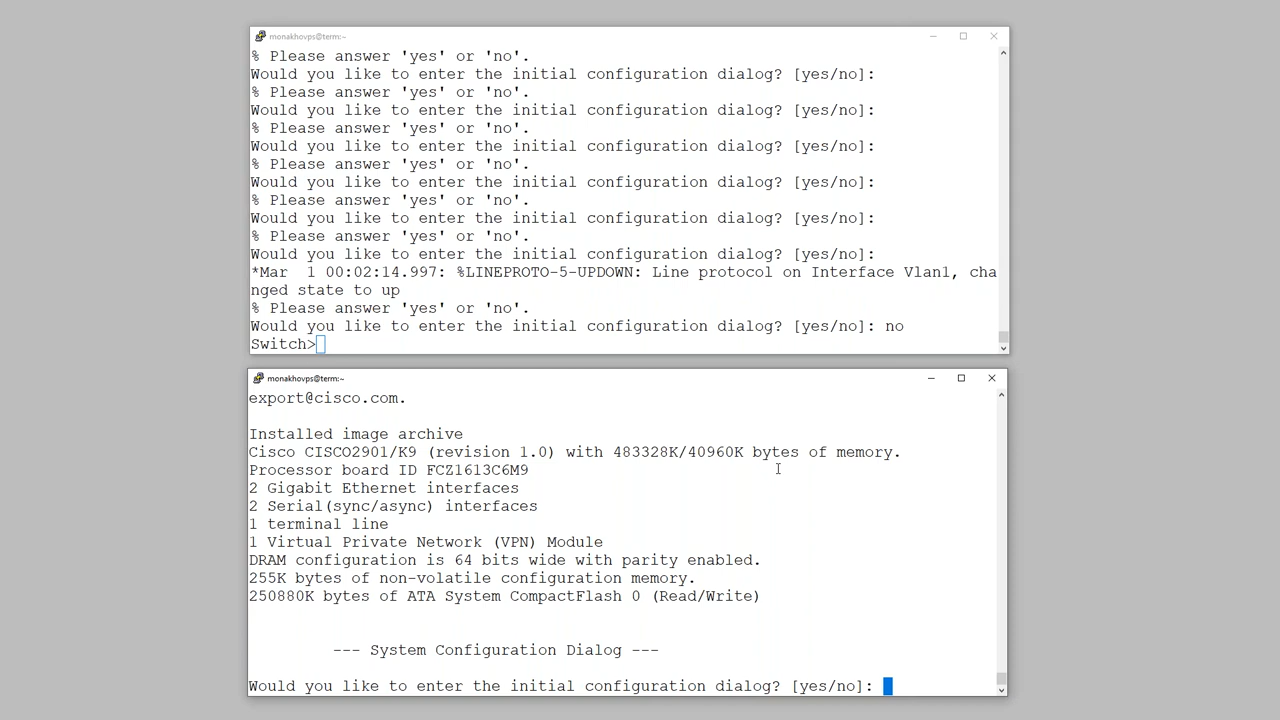 monakhovps@term:~
% Please answer 'yes' or 'no'.
Would you like to enter the initial configuration dialog? [yes/no]:
% Please answer 'yes' or 'no'.
Would you like to enter the initial configuration dialog? [yes/no]:
% Please answer 'yes' or 'no'.
Would you like to enter the initial configuration dialog? [yes/no]:
% Please answer 'yes' or 'no'.
Would you like to enter the initial configuration dialog? [yes/no]:
% Please answer 'yes' or 'no'.
Would you like to enter the initial configuration dialog? [yes/no]:
% Please answer 'yes' or 'no'.
Would you like to enter the initial configuration dialog? [yes/no]:
*Mar  1 00:02:14.997: %LINEPROTO-5-UPDOWN: Line protocol on Interface Vlan1, cha
nged state to up
% Please answer 'yes' or 'no'.
Would you like to enter the initial configuration dialog? [yes/no]: no
Switch>
monakhovps@term:~
export@cisco.com.
Installed image archive
Cisco CISCO2901/K9 (revision 1.0) with 483328K/40960K bytes of memory.
Processor board ID FCZ1613C6M9
2 Gigabit Ethernet interfaces
2 Serial(sync/async) interfaces
1 terminal line
1 Virtual Private Network (VPN) Module
DRAM configuration is 64 bits wide with parity enabled.
255K bytes of non-volatile configuration memory.
250880K bytes of ATA System CompactFlash 0 (Read/Write)
--- System Configuration Dialog ---
Would you like to enter the initial configuration dialog? [yes/no]: